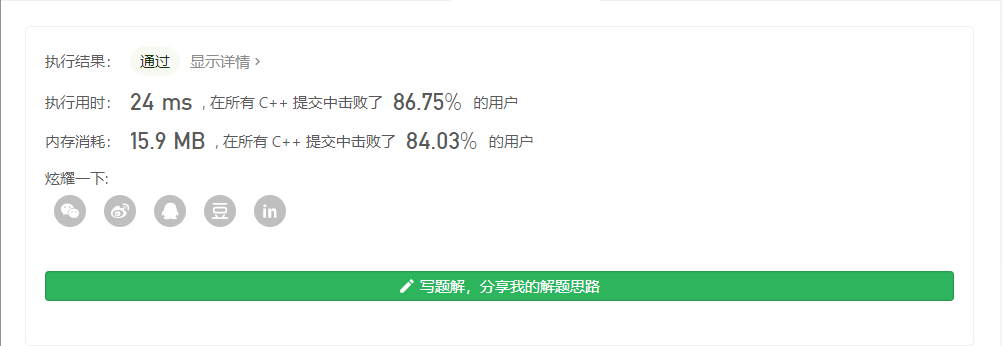 执行结果： 通过 显示详情 ›
执行用时： 24 ms , 在所有 C++ 提交中击败了 86.75% 的用户
内存消耗： 15.9 MB , 在所有 C++ 提交中击败了 84.03% 的用户
炫耀一下:
豆 in
写题解，分享我的解题思路